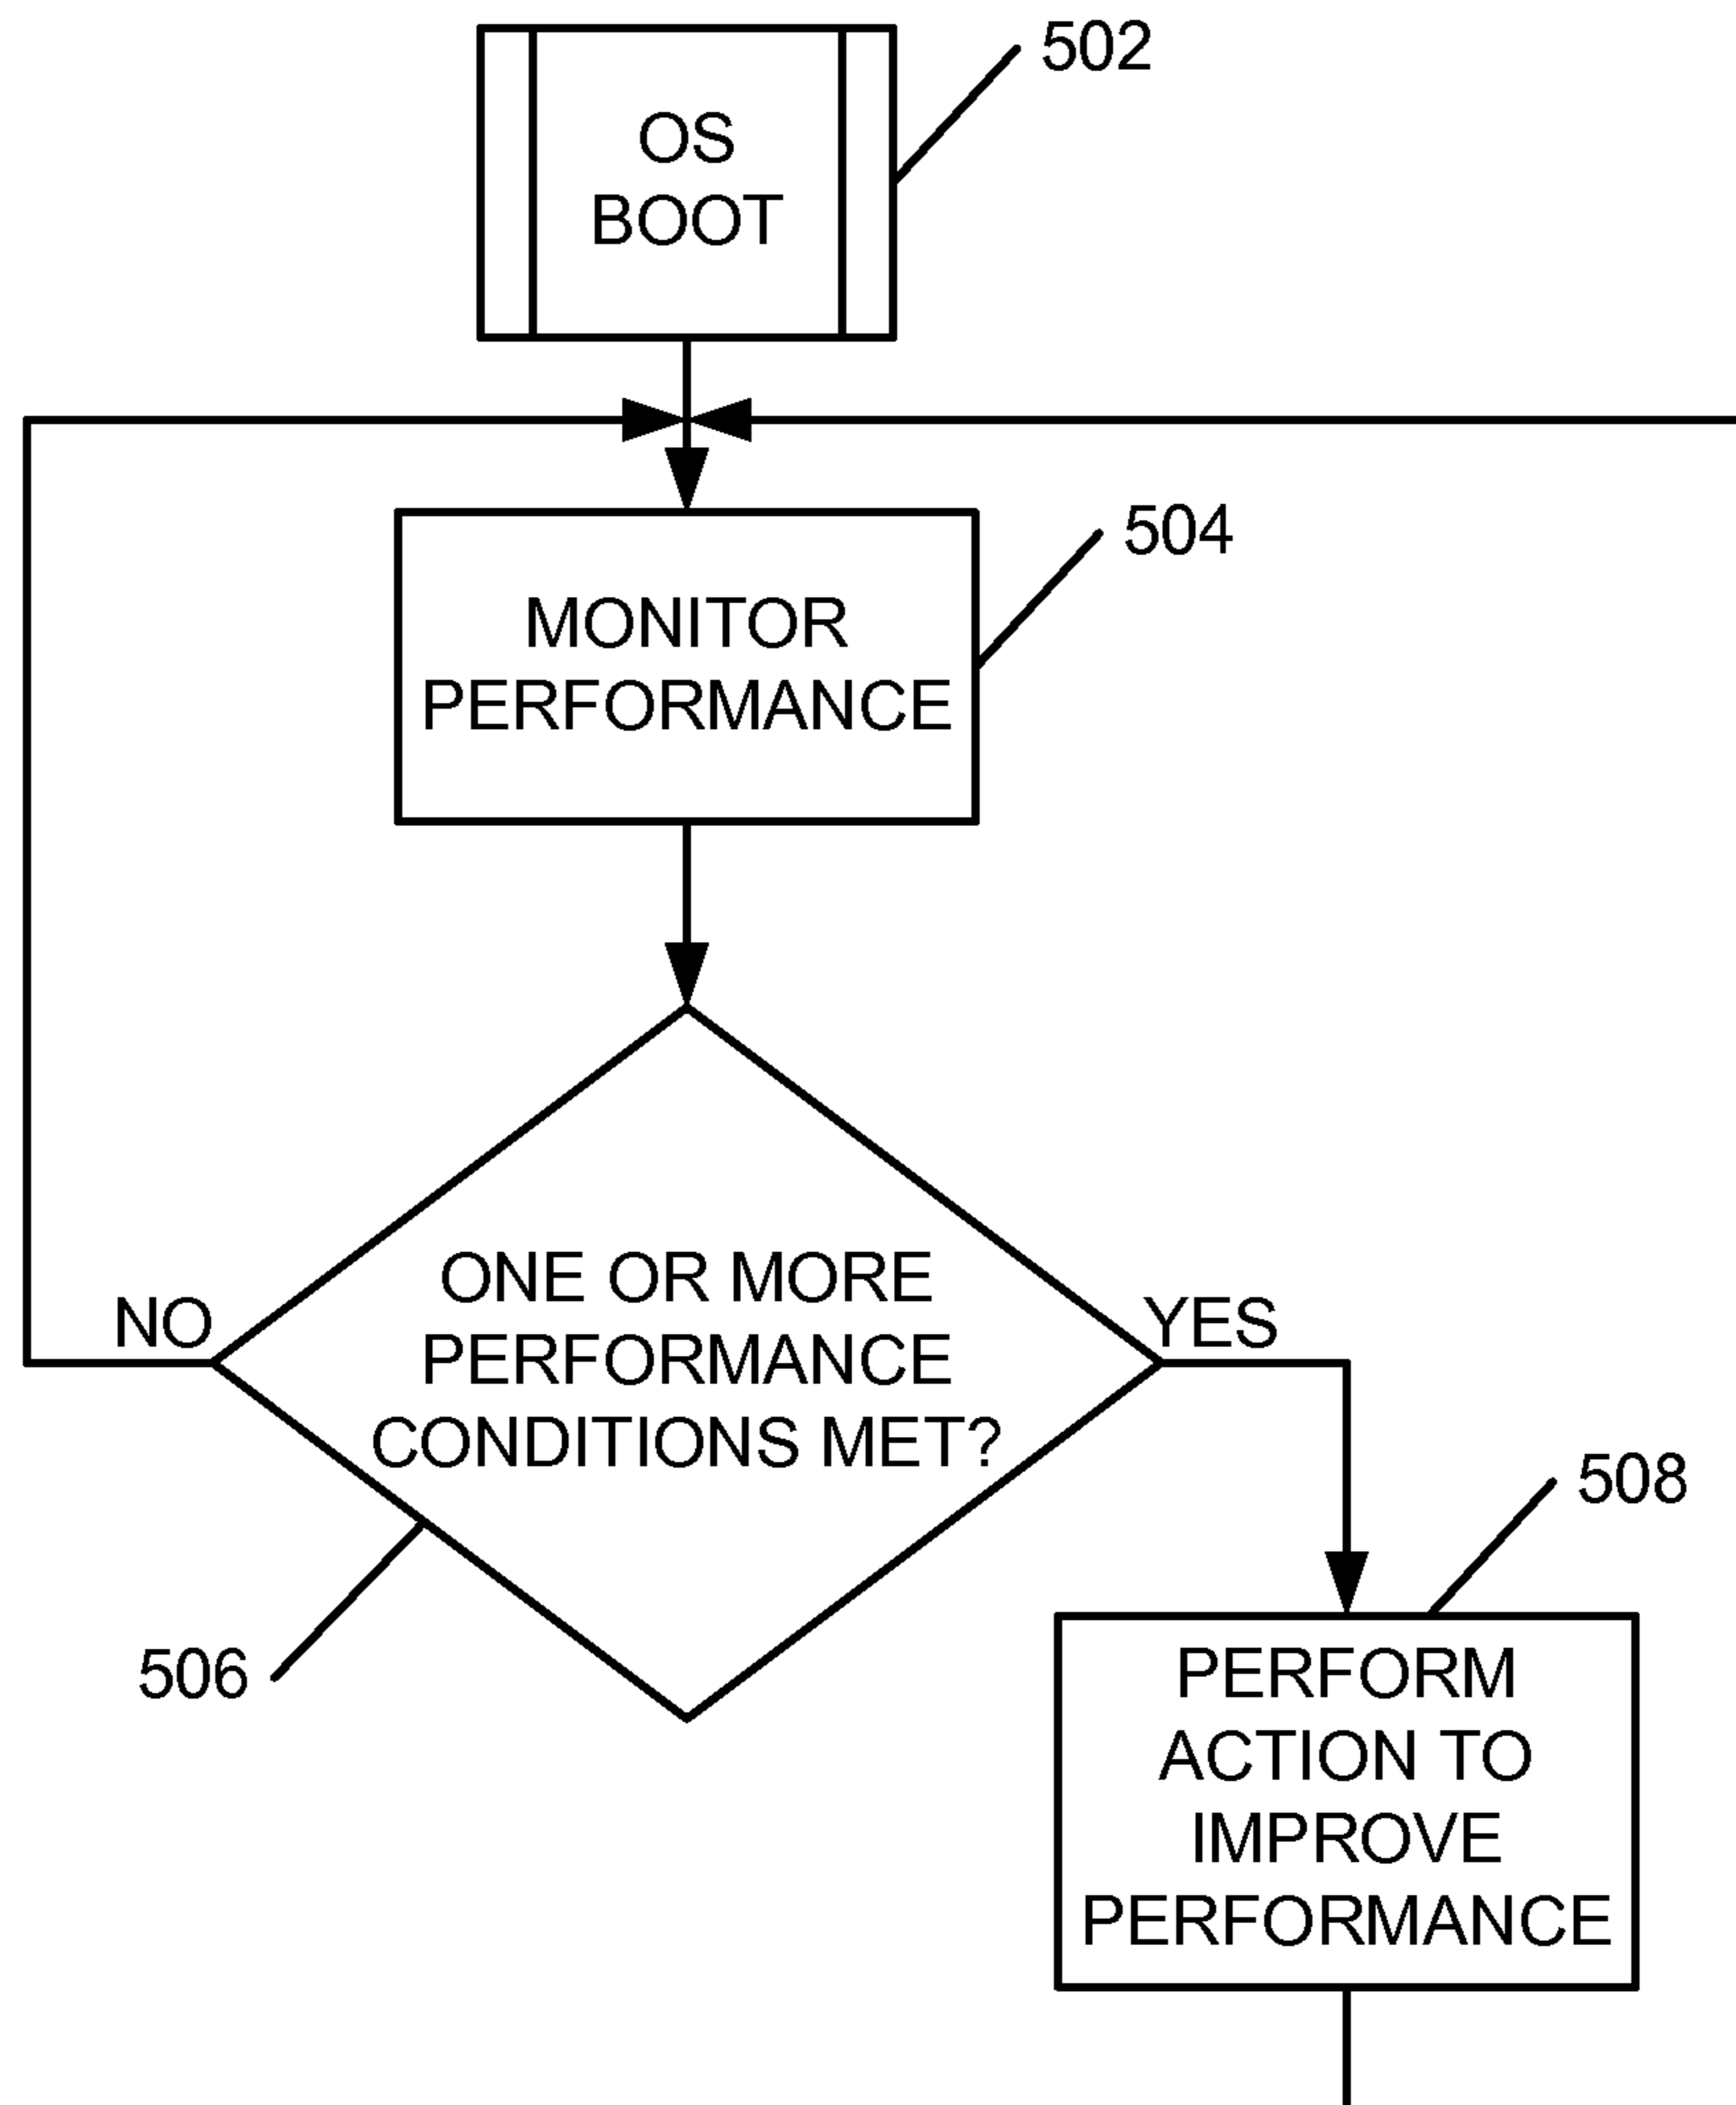 502
OS
BOOT
504
MONITOR
PERFORMANCE
ONE OR MORE
PERFORMANCE
CONDITIONS MET?
NO
YES
506
508
PERFORM
ACTION TO
IMPROVE
PERFORMANCE